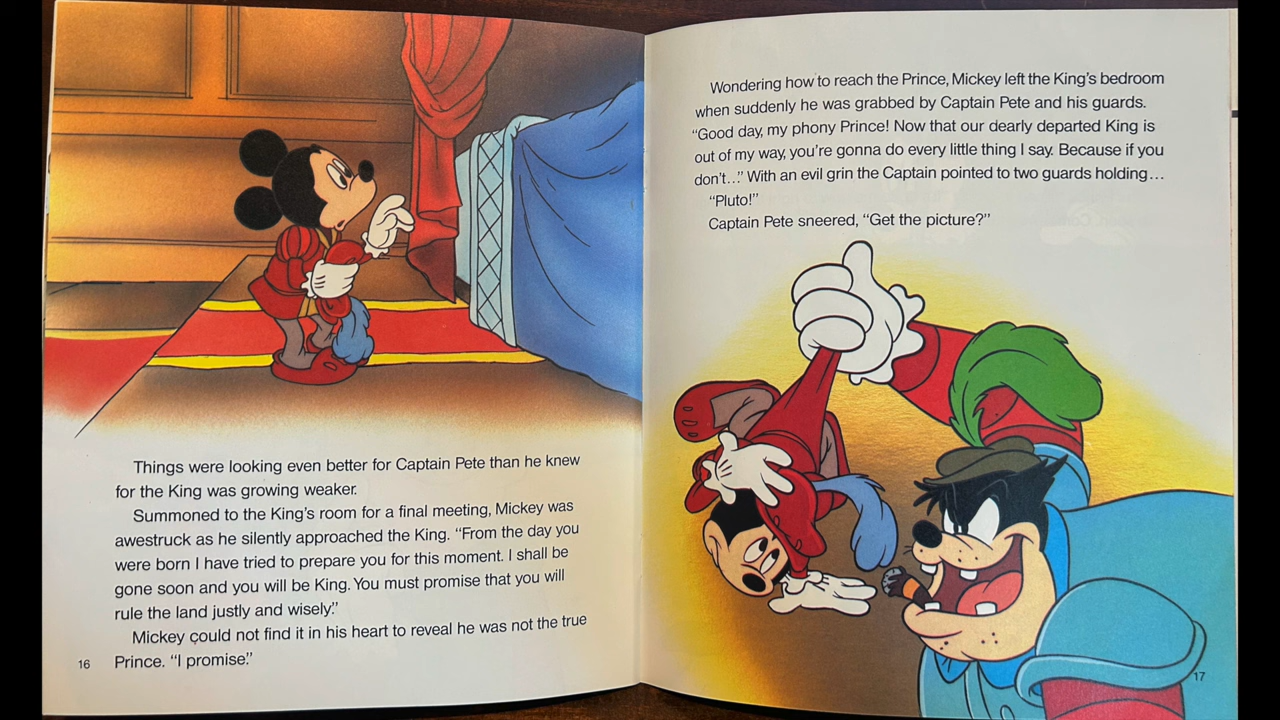 Things were looking even better for Captain Pete than he knew
for the King was growing weaker.
Summoned to the King's room for a final meeting, Mickey was
awestruck as he silently approached the King. “From the day you
were born I have tried to prepare you for this moment. I shall be
gone soon and you will be King. You must promise that you will
rule the land justly and wisely.”
Mickey could not find it in his heart to reveal he was not the true
Prince. “I promise.”
16
Wondering how to reach the Prince, Mickey left the King's bedroom
when suddenly he was grabbed by Captain Pete and his guards.
“Good day, my phony Prince! Now that our dearly departed King is
out of my way, you're gonna do every little thing I say. Because if you
don't...” With an evil grin the Captain pointed to two guards holding...
“Pluto!”
Captain Pete sneered, “Get the picture?”
17